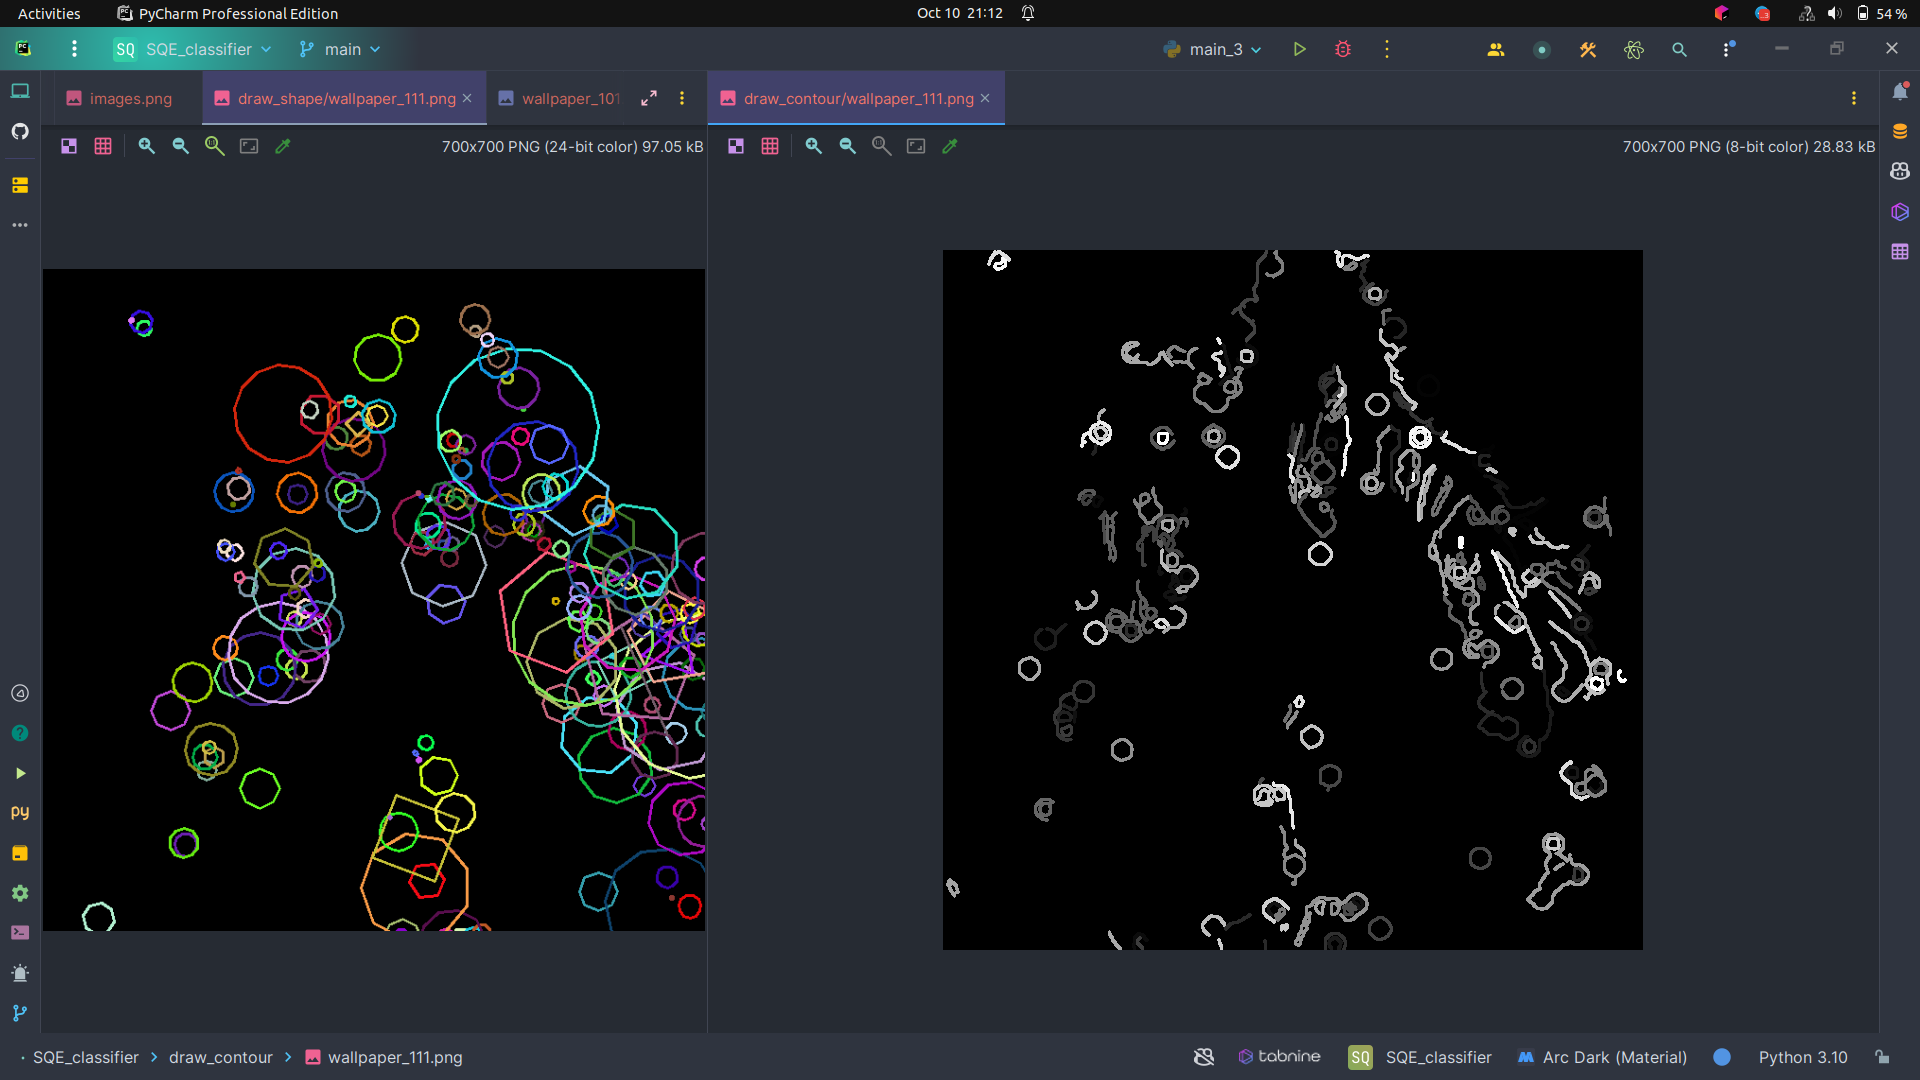 Activities PyCharm Professional Edition Oct 10 21:12 54 %
SQ SQE_classifier main main_3
images.png draw_shape/wallpaper_111.png wallpaper_101 draw_contour/wallpaper_111.png
700x700 PNG (24-bit color) 97.05 kB 700x700 PNG (8-bit color) 28.83 kB
py
SQE_classifier draw_contour wallpaper_111.png tabnine SQ SQE_classifier Arc Dark (Material) Python 3.10